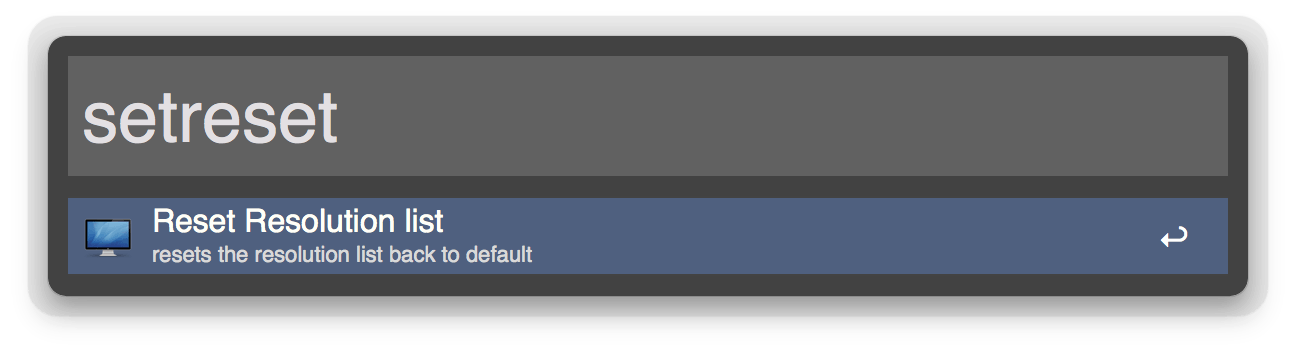 setreset
Reset Resolution list
resets the resolution list back to default